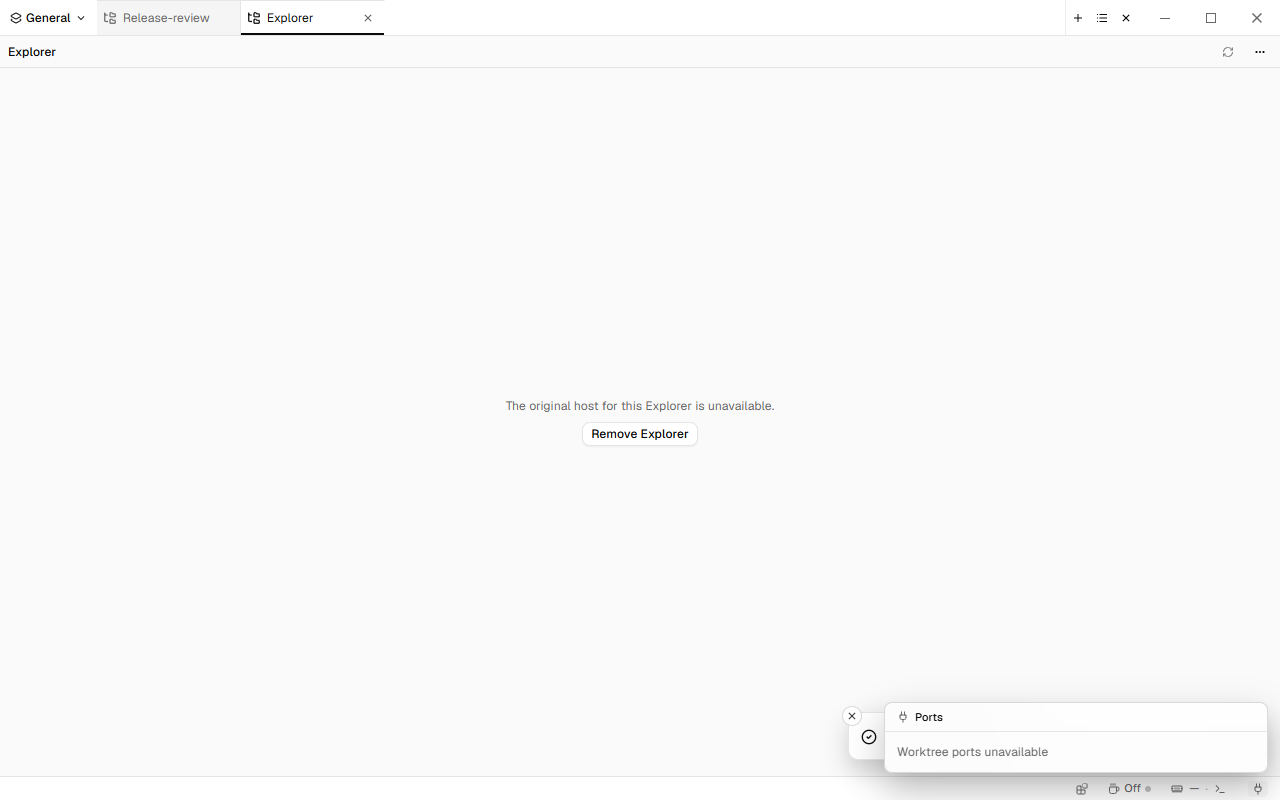 General
Release-review
Explorer
Explorer
The original host for this Explorer is unavailable.
Remove Explorer
Ports
Worktree ports unavailable
Off